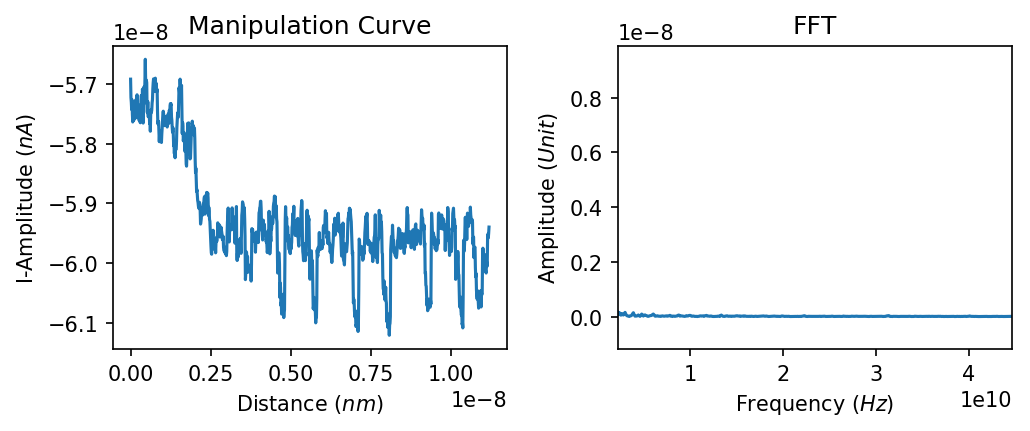 Manipulation Curve
1e−8
−5.7
−5.8
−5.9
−6.0
−6.1
I-Amplitude (nA)
0.00 0.25 0.50 0.75 1.00
1e−8
Distance (nm)
FFT
1e−8
0.8
0.6
0.4
0.2
0.0
Amplitude (Unit)
1 2 3 4
1e10
Frequency (Hz)